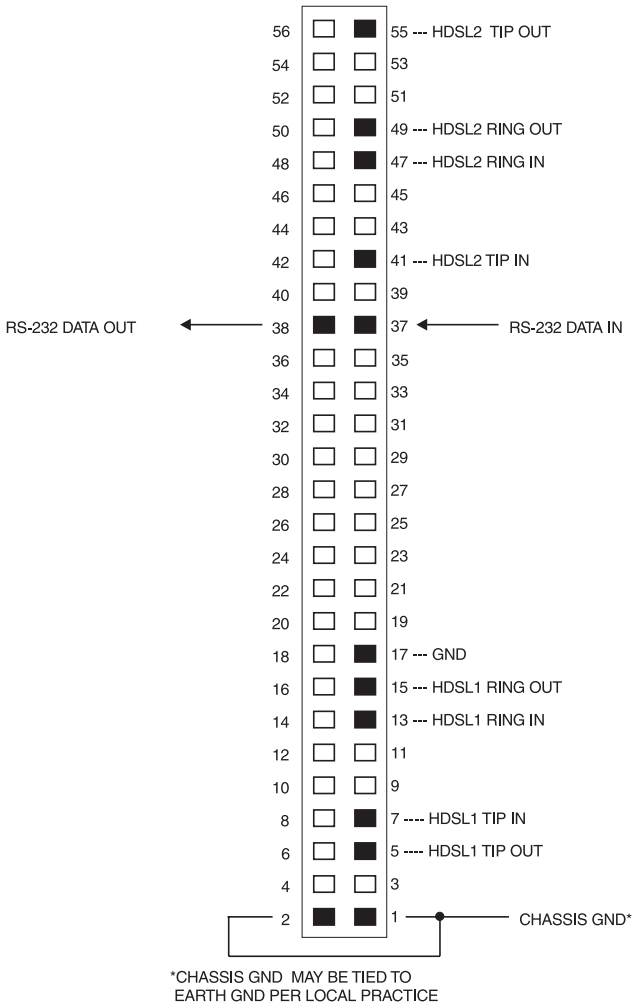 56 55 --- HDSL2 TIP OUT
54 53
52 51
50 49 --- HDSL2 RING OUT
48 47 --- HDSL2 RING IN
46 45
44 43
42 41 --- HDSL2 TIP IN
40 39
RS-232 DATA OUT 38 37 RS-232 DATA IN
36 35
34 33
32 31
30 29
28 27
26 25
24 23
22 21
20 19
18 17 --- GND
16 15 --- HDSL1 RING OUT
14 13 --- HDSL1 RING IN
12 11
10 9
8 7 ---- HDSL1 TIP IN
6 5 ---- HDSL1 TIP OUT
4 3
2 1 CHASSIS GND*
*CHASSIS GND MAY BE TIED TO
EARTH GND PER LOCAL PRACTICE